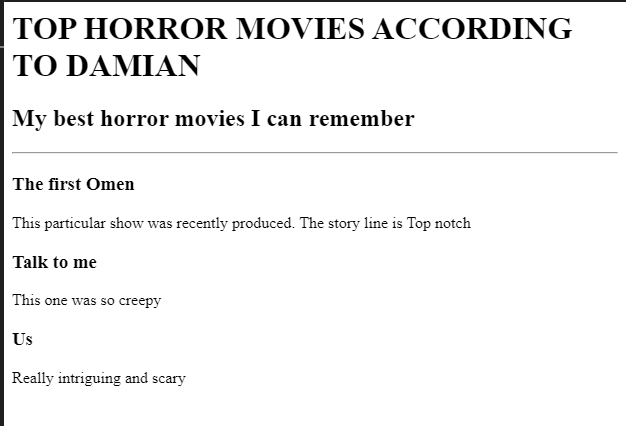 TOP HORROR MOVIES ACCORDING
TO DAMIAN
My best horror movies I can remember
The first Omen
This particular show was recently produced. The story line is Top notch
Talk to me
This one was so creepy
Us
Really intriguing and scary